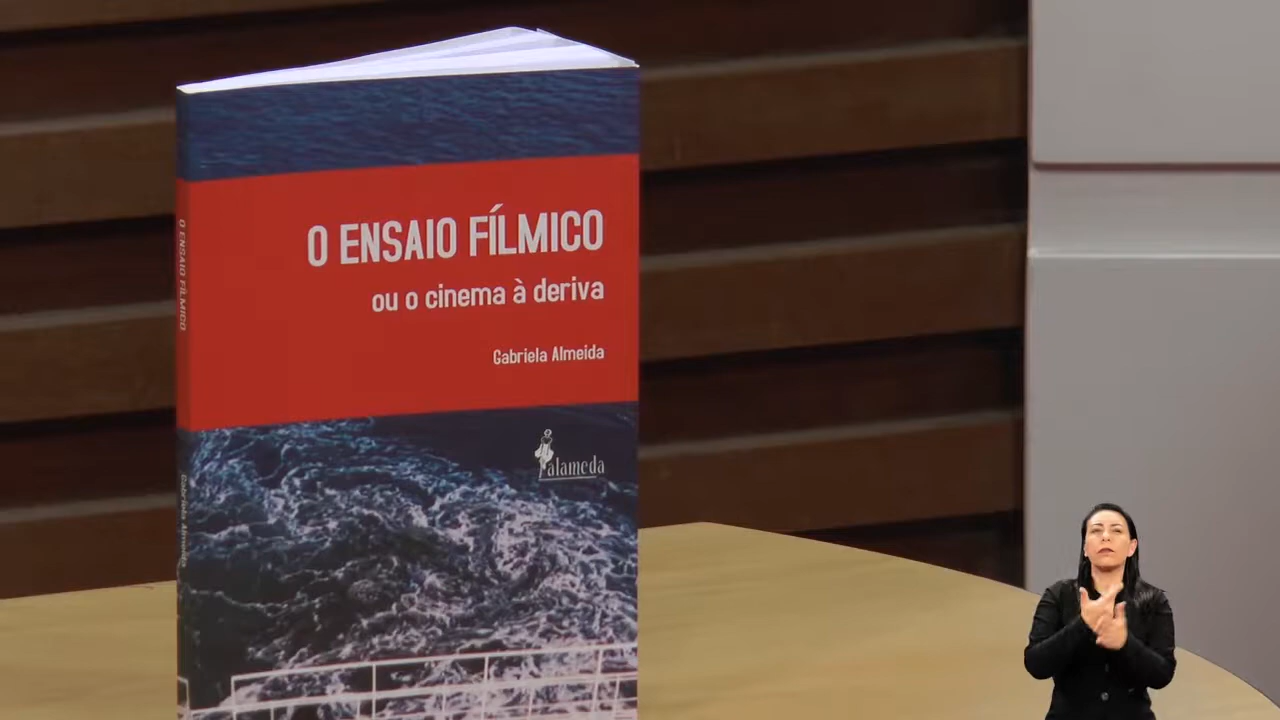 O ENSAIO FÍLMICO
ou o cinema à deriva
Gabriela Almeida
alameda
O ENSAIO FÍLMICO
Gabriela Almeida